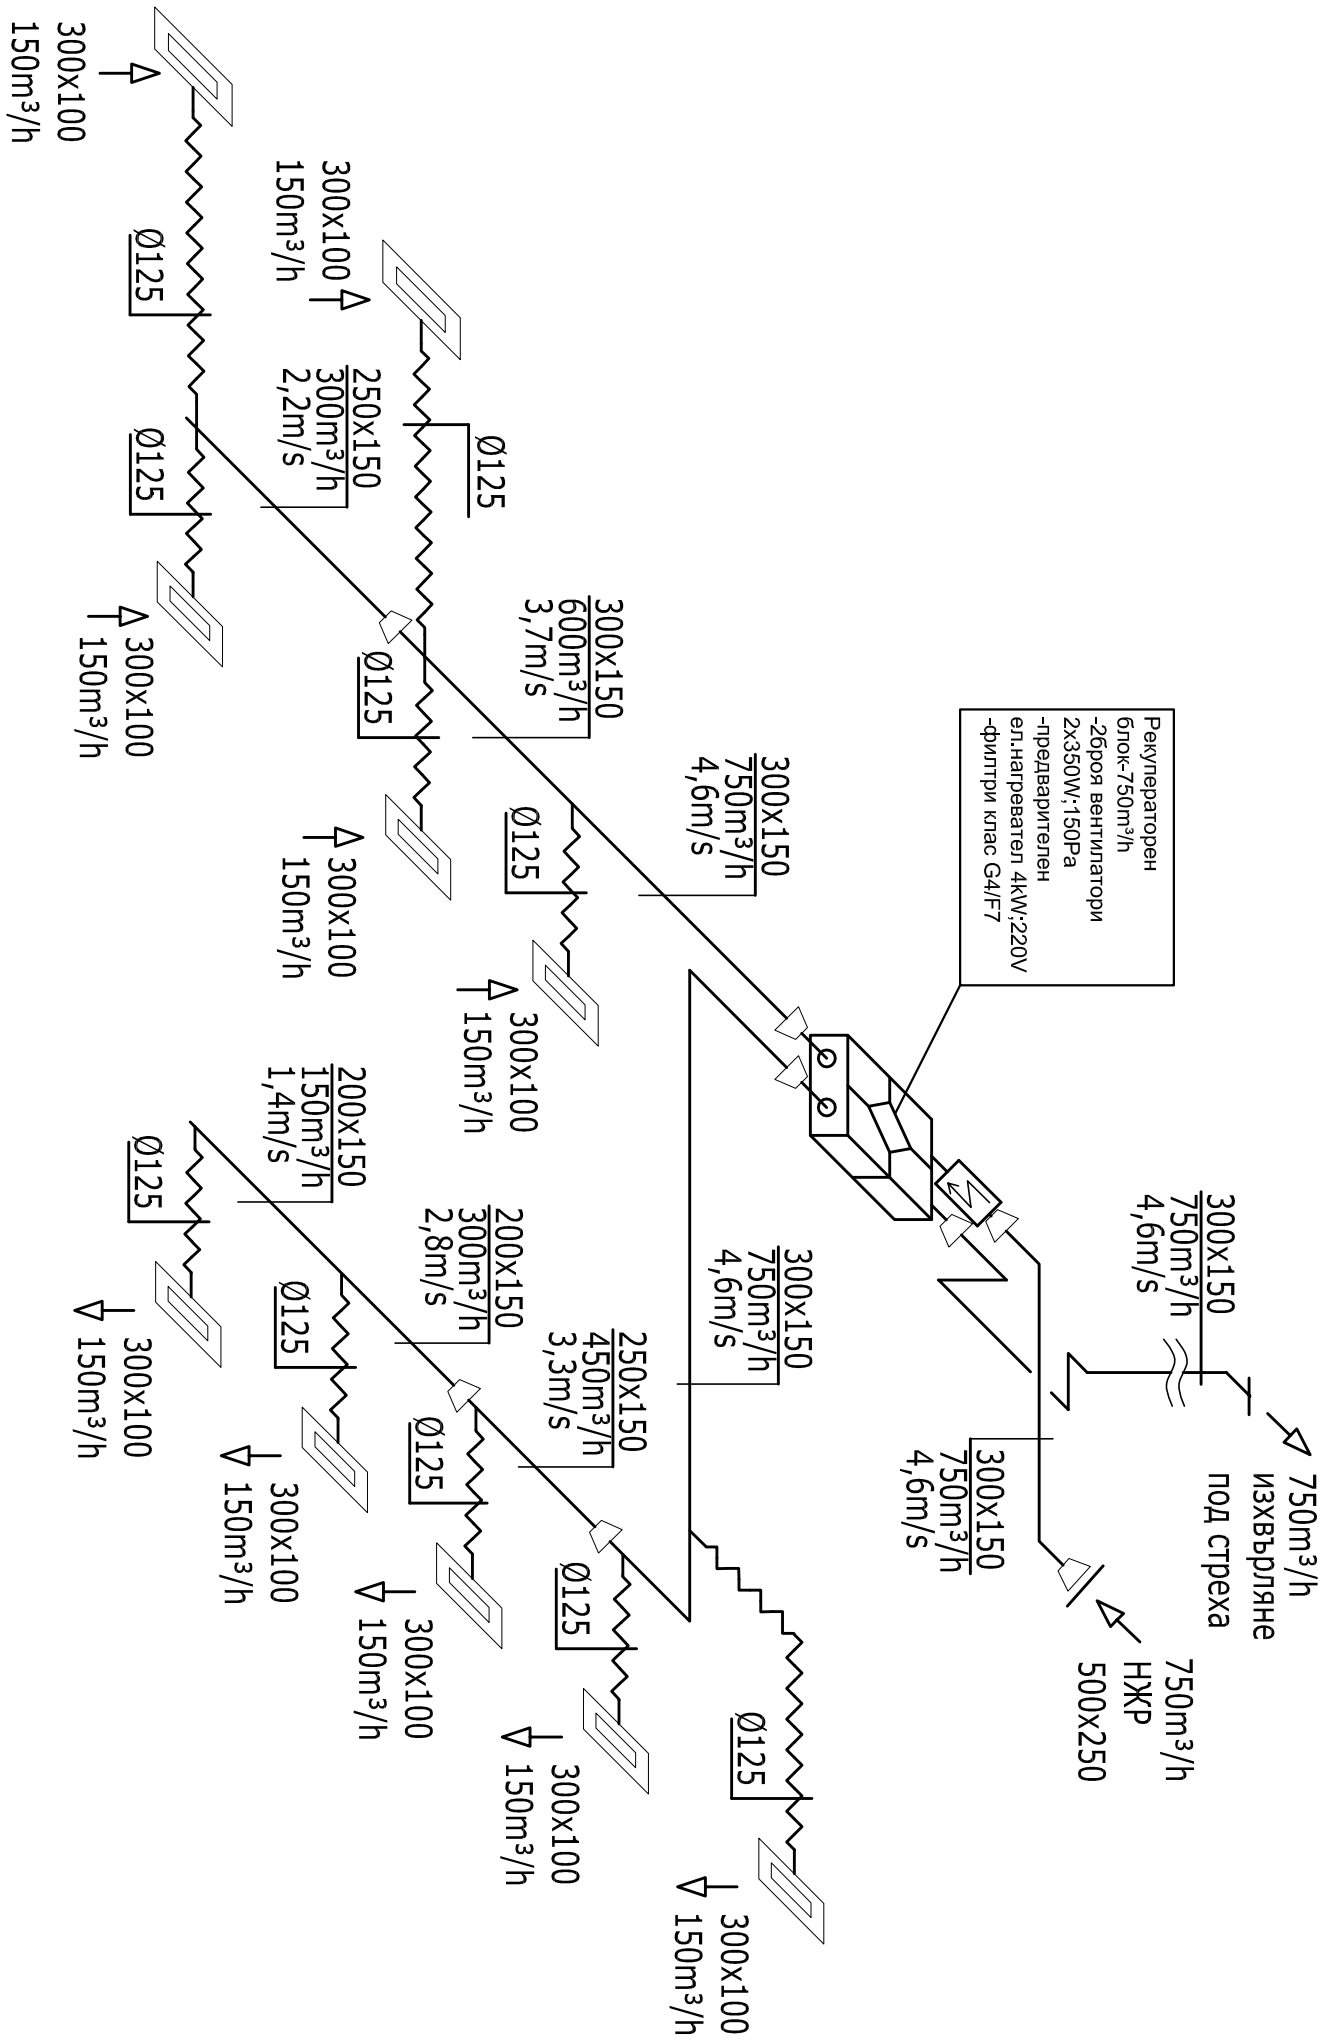 300x100
150m³/h
Ø125
Ø125
300x100
150m³/h
300x100
150m³/h
250x150
300m³/h
2,2m/s
Ø125
Ø125
300x100
150m³/h
300x150
600m³/h
3,7m/s
Ø125
300x100
150m³/h
300x150
750m³/h
4,6m/s
Рекуператорен
блок-750m³/h
-2броя вентилатори
2x350W;150Pa
-предварителен
ел.нагревател 4kW;220V
-филтри клас G4/F7
300x150
750m³/h
4,6m/s
750m³/h
изхвърляне
под стреха
300x150
750m³/h
4,6m/s
750m³/h
НЖР
500x250
300x150
750m³/h
4,6m/s
200x150
150m³/h
1,4m/s
200x150
300m³/h
2,8m/s
250x150
450m³/h
3,3m/s
Ø125
300x100
150m³/h
Ø125
300x100
150m³/h
Ø125
300x100
150m³/h
Ø125
300x100
150m³/h
Ø125
300x100
150m³/h